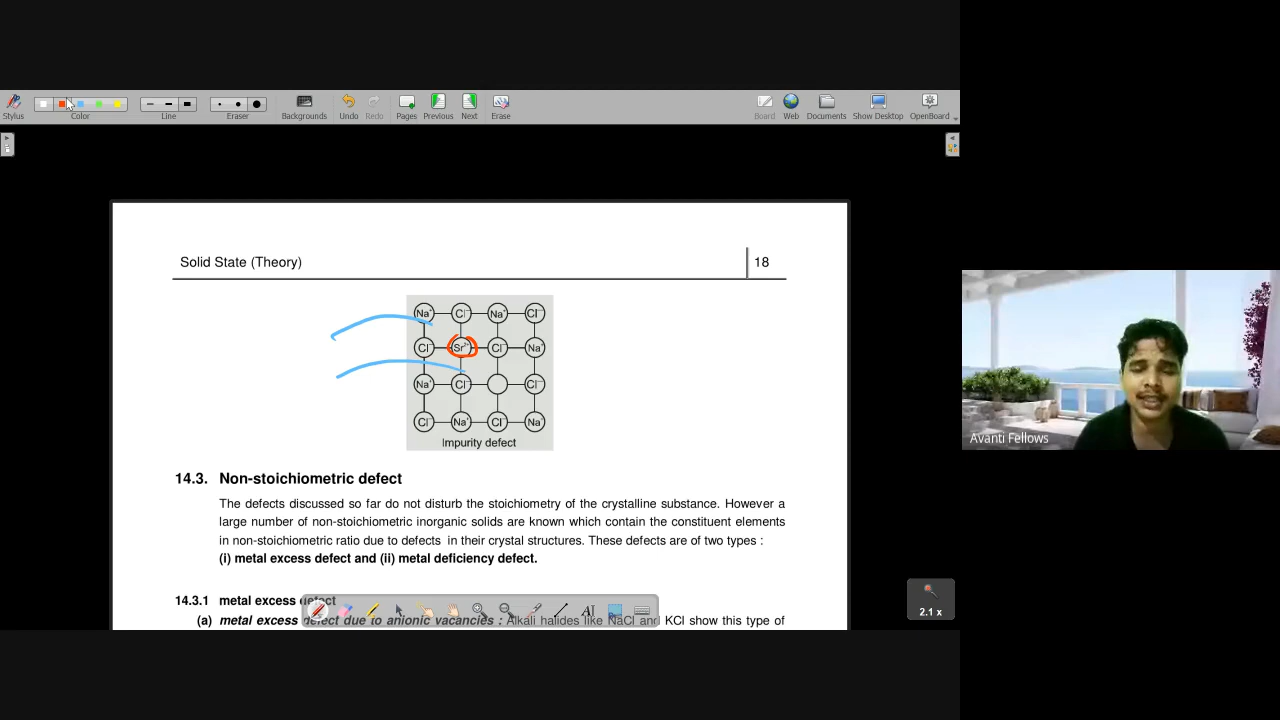 Stylus Color Line Eraser Backgrounds Undo Redo Pages Previous Next Erase Board Web Documents Show Desktop OpenBoard
Solid State (Theory) 18
Na⁺ Cl⁻ Na⁺ Cl⁻
Cl⁻ Sr²⁺ Cl⁻ Na⁺
Na⁺ Cl⁻ Cl⁻
Cl⁻ Na⁺ Cl⁻ Na⁺
Impurity defect
Avanti Fellows
14.3. Non-stoichiometric defect
The defects discussed so far do not disturb the stoichiometry of the crystalline substance. However a
large number of non-stoichiometric inorganic solids are known which contain the constituent elements
in non-stoichiometric ratio due to defects in their crystal structures. These defects are of two types :
(i) metal excess defect and (ii) metal deficiency defect.
14.3.1 metal excess defect
(a) metal excess defect due to anionic vacancies : Alkali halides like NaCl and KCl show this type of
AI
2.1 x